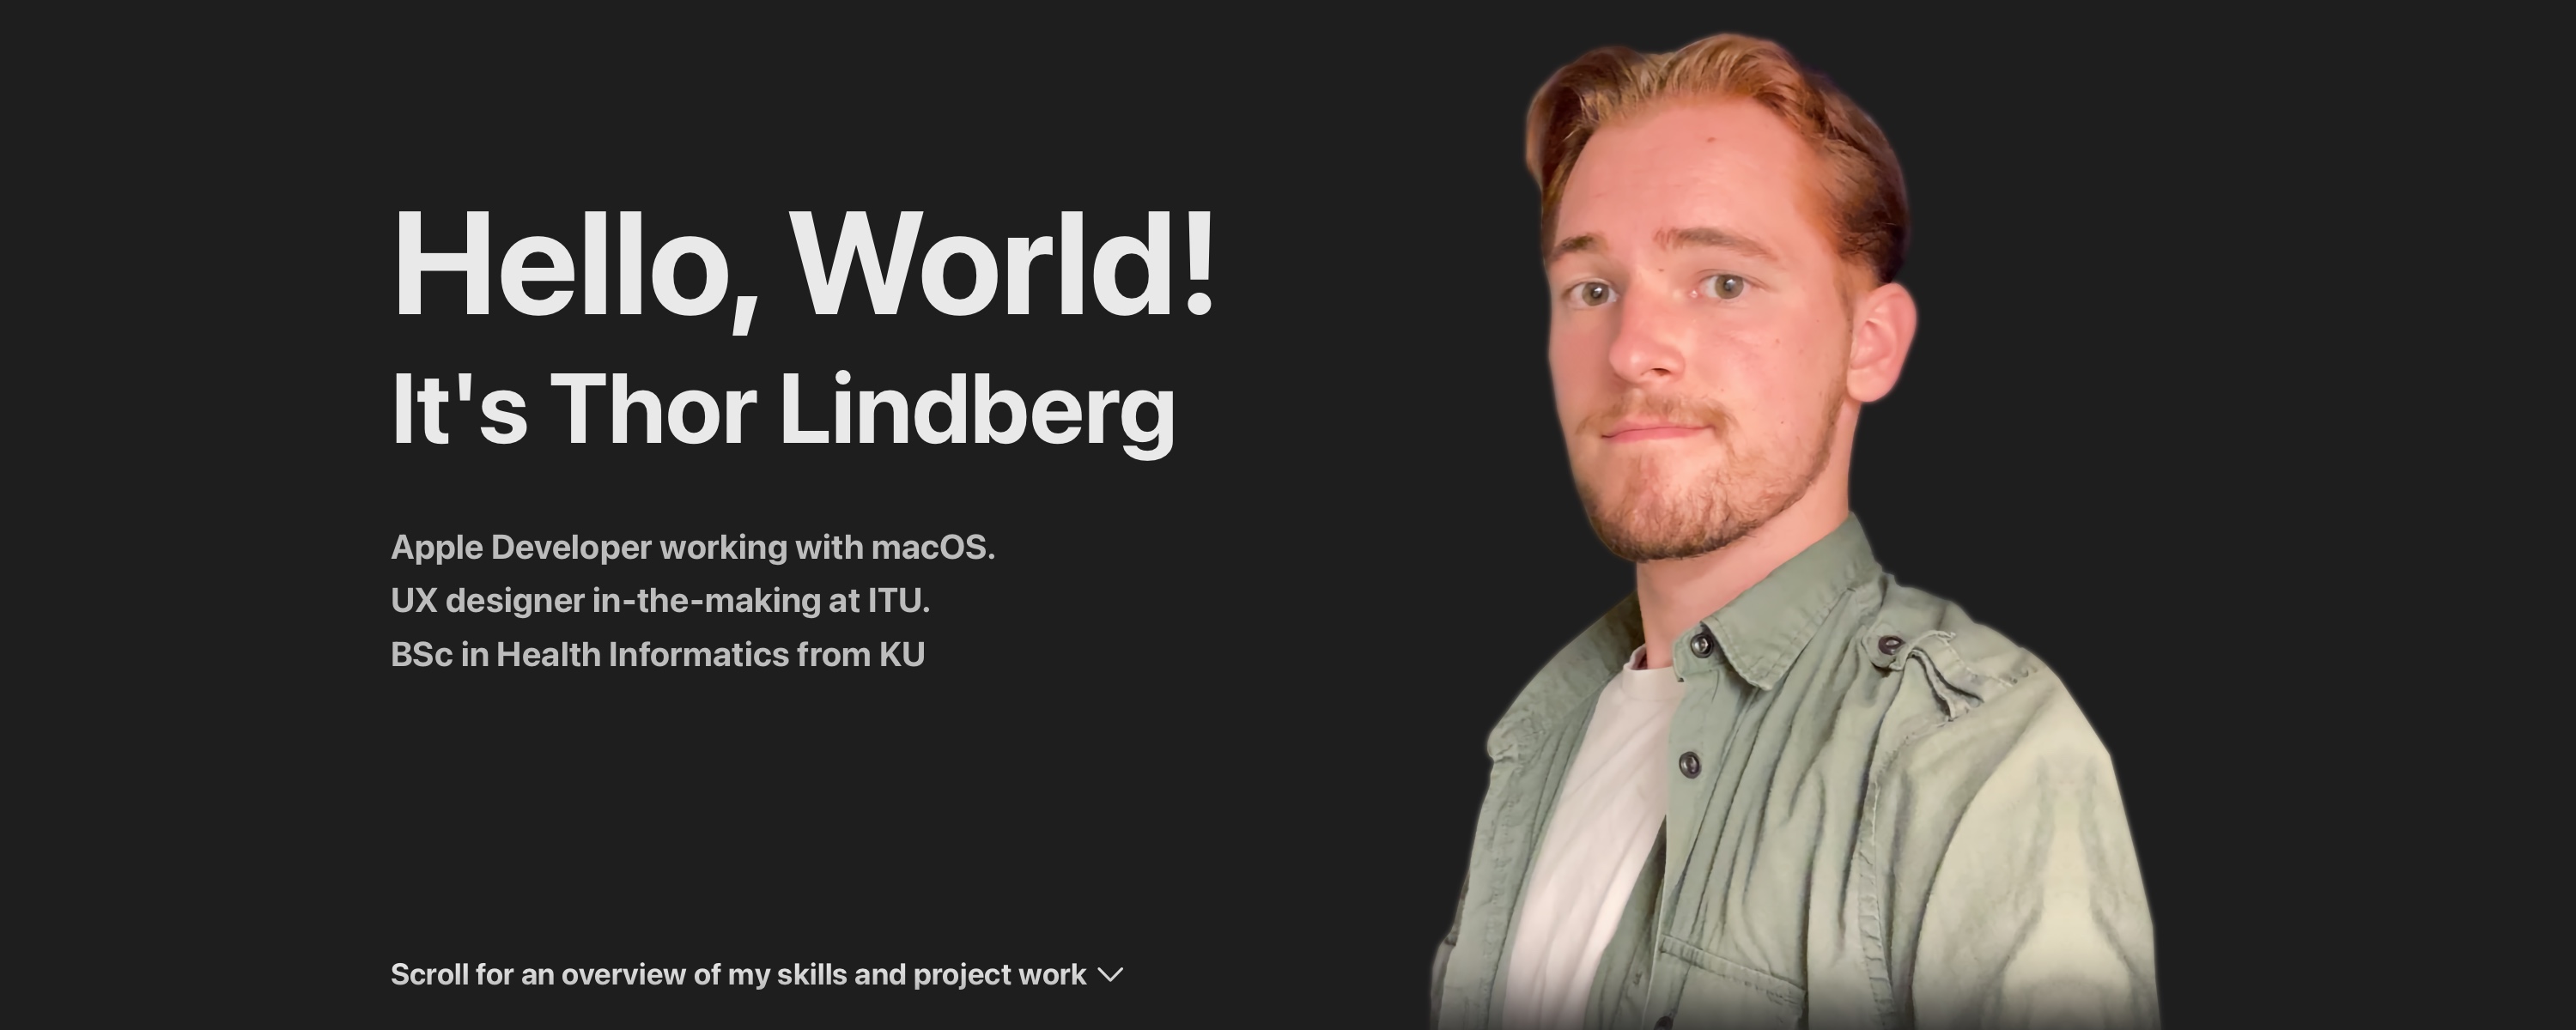 Hello, World!
It's Thor Lindberg
Apple Developer working with macOS.
UX designer in-the-making at ITU.
BSc in Health Informatics from KU
Scroll for an overview of my skills and project work